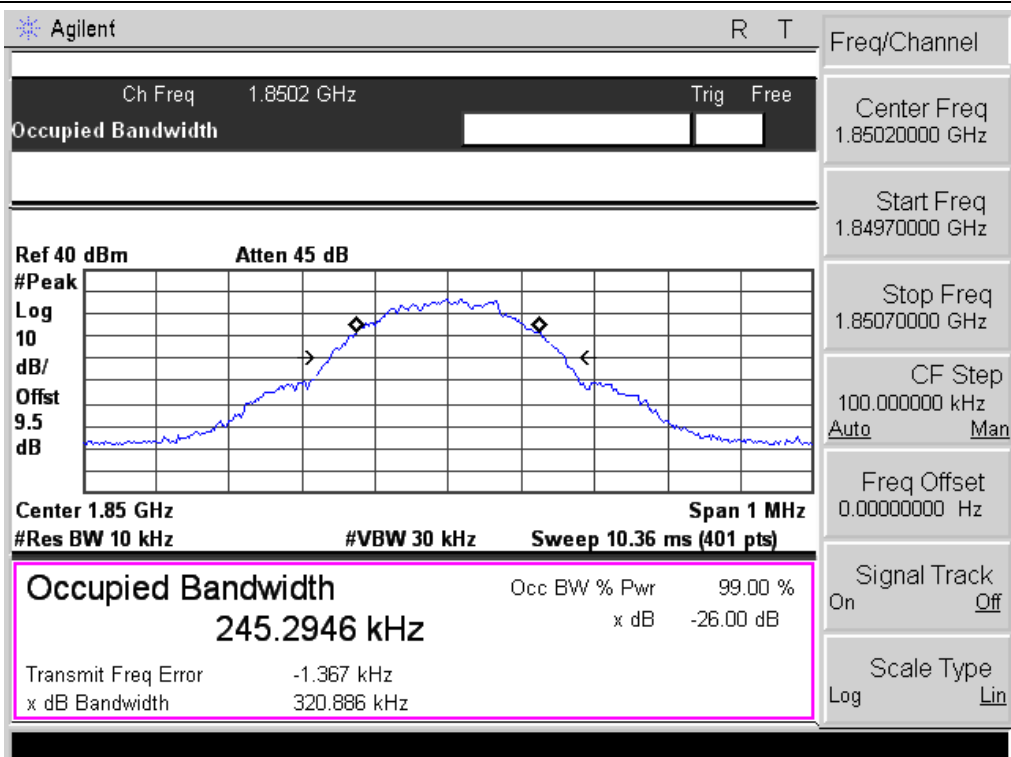 Agilent R T
Ch Freq 1.8502 GHz Trig Free
Occupied Bandwidth
Ref 40 dBm Atten 45 dB
#Peak
Log
10
dB/
Offst
9.5
dB
Center 1.85 GHz Span 1 MHz
#Res BW 10 kHz #VBW 30 kHz Sweep 10.36 ms (401 pts)
Occupied Bandwidth Occ BW % Pwr 99.00 %
245.2946 kHz x dB -26.00 dB
Transmit Freq Error -1.367 kHz
x dB Bandwidth 320.886 kHz
Freq/Channel
Center Freq
1.85020000 GHz
Start Freq
1.84970000 GHz
Stop Freq
1.85070000 GHz
CF Step
100.000000 kHz
Auto Man
Freq Offset
0.00000000 Hz
Signal Track
On Off
Scale Type
Log Lin